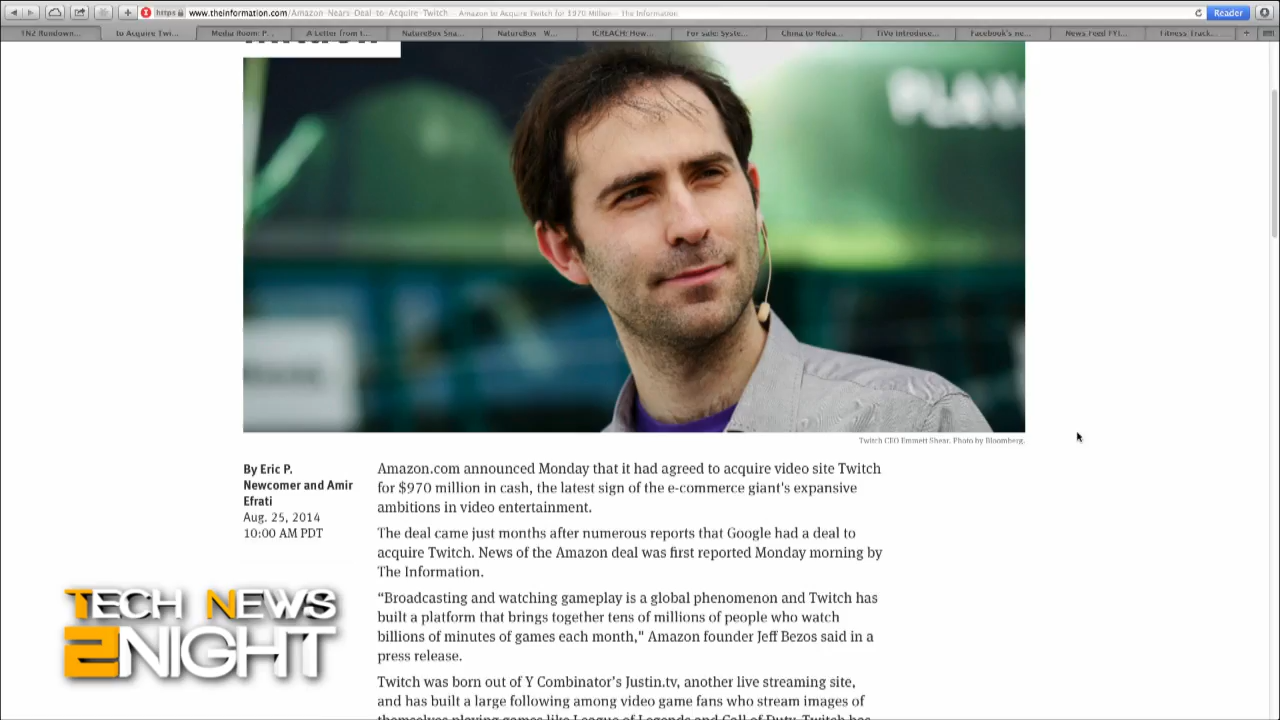 https www.theinformation.com/Amazon-Nears-Deal-to-Acquire-Twitch - Amazon to Acquire Twitch for $970 Million - The Information
Reader
TN2 Rundown... to Acquire Twi... Media Room: P... A Letter from t... NatureBox Sna... NatureBox - W... ICREACH: How... For sale: Syste... China to Relea... TiVo Introduce... Facebook's ne... News Feed FYI... Fitness Track...
PLAY
Twitch CEO Emmett Shear. Photo by Bloomberg.
By Eric P.
Newcomer and Amir
Efrati
Aug. 25, 2014
10:00 AM PDT
Amazon.com announced Monday that it had agreed to acquire video site Twitch
for $970 million in cash, the latest sign of the e-commerce giant's expansive
ambitions in video entertainment.
The deal came just months after numerous reports that Google had a deal to
acquire Twitch. News of the Amazon deal was first reported Monday morning by
The Information.
“Broadcasting and watching gameplay is a global phenomenon and Twitch has
built a platform that brings together tens of millions of people who watch
billions of minutes of games each month," Amazon founder Jeff Bezos said in a
press release.
Twitch was born out of Y Combinator's Justin.tv, another live streaming site,
and has built a large following among video game fans who stream images of
themselves playing games like League of Legends and Call of Duty. Twitch has
TECH NEWS
2NIGHT